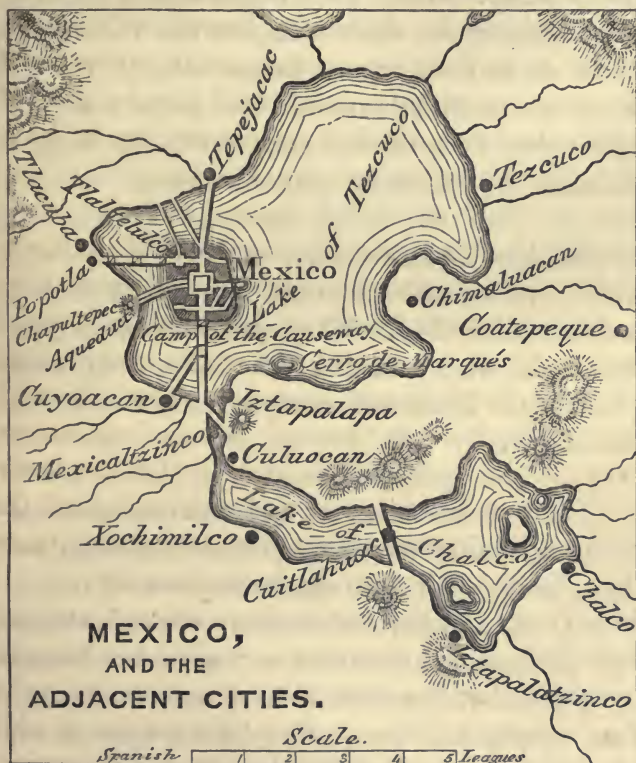 Tepejacac
Tlacuba
Tlaltelulco
Popotla
Chapultepec
Aqueduct
Mexico
Lake of Tezcuco
Tezcuco
Chimaluacan
Coatepeque
Camp of the Causeway
Cerro de Marqués
Cuyoacan
Iztapalapa
Mexicaltzinco
Culuocan
Xochimilco
Lake of Chalco
Cuitlahuac
Chalco
Iztapalatzinco
MEXICO,
AND THE
ADJACENT CITIES.
Scale.
Spanish 1 2 3 4 5 Leagues